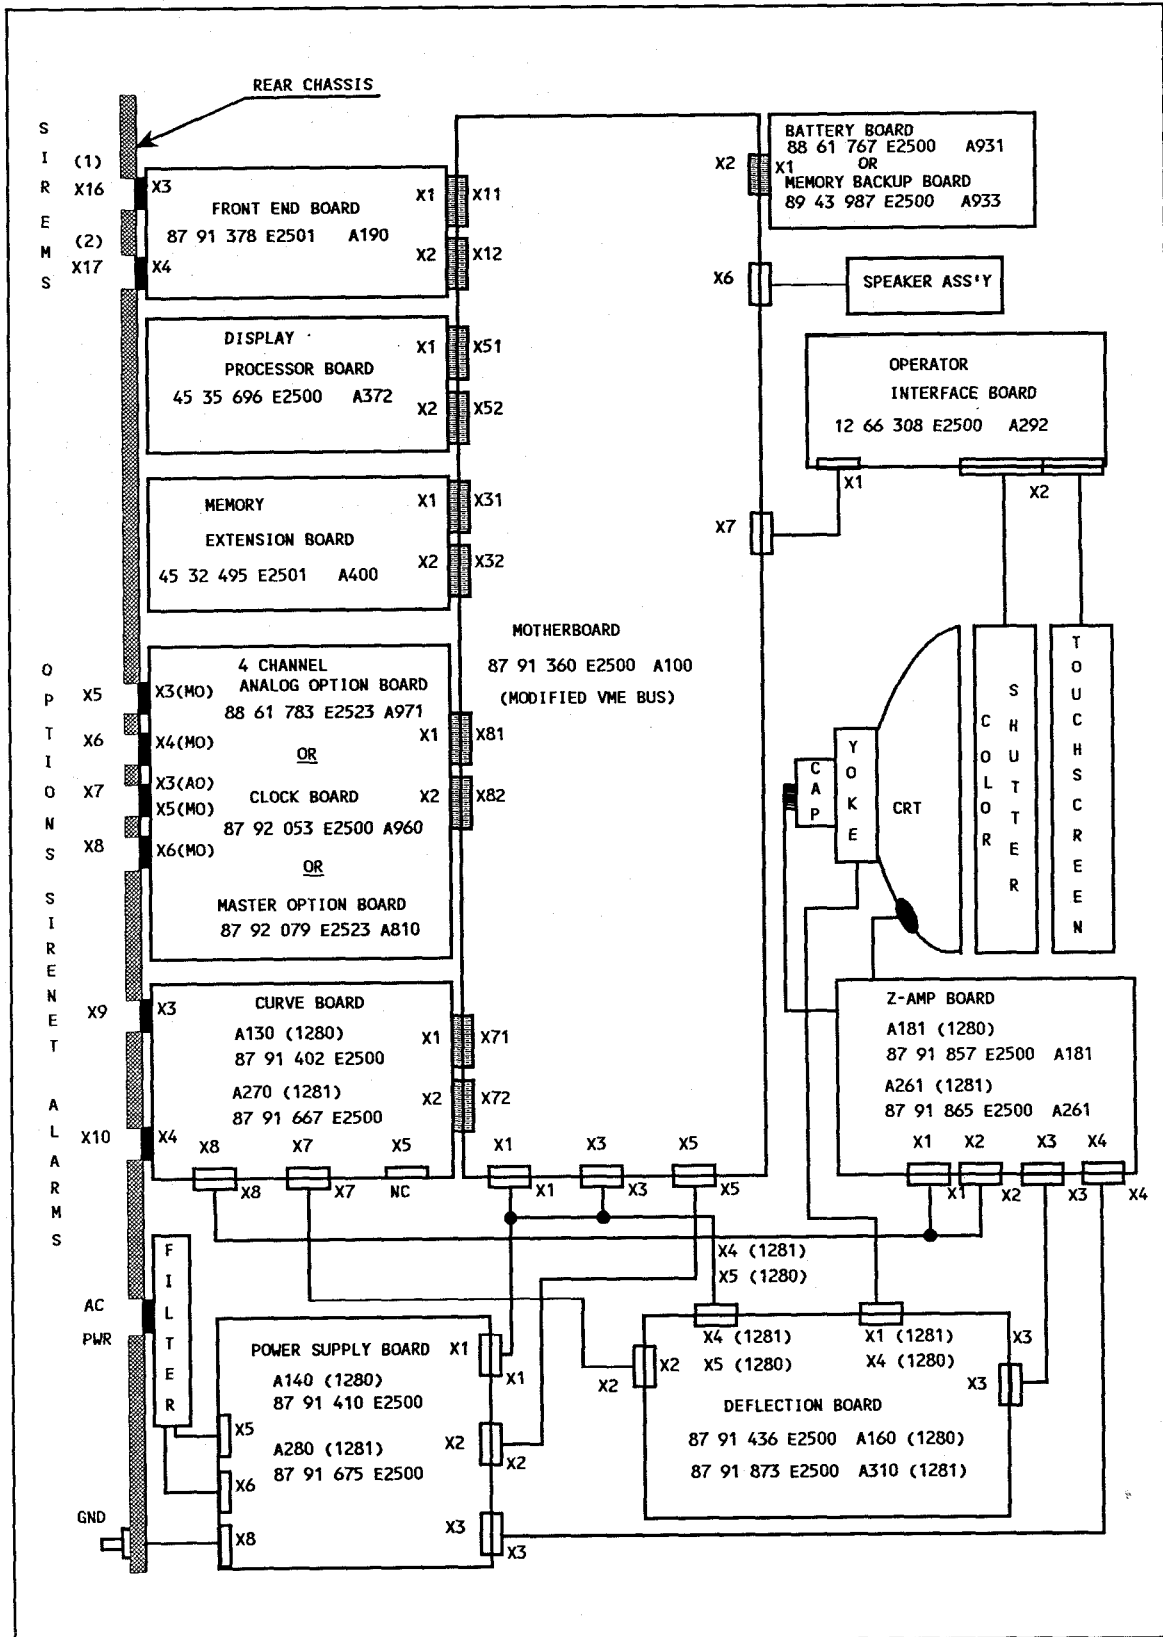 REAR CHASSIS
SIREMS
(1)
X16
(2)
X17
X3
FRONT END BOARD
87 91 378 E2501 A190
X4
X1
X11
X2
X12
DISPLAY
PROCESSOR BOARD
45 35 696 E2500 A372
X1
X51
X2
X52
MEMORY
EXTENSION BOARD
45 32 495 E2501 A400
X1
X31
X2
X32
OPTIONS SIRENET ALARMS
X5
X6
X7
X8
X3(MO)
X4(MO)
X3(AO)
X5(MO)
X6(MO)
4 CHANNEL
ANALOG OPTION BOARD
88 61 783 E2523 A971
OR
CLOCK BOARD
87 92 053 E2500 A960
OR
MASTER OPTION BOARD
87 92 079 E2523 A810
X1
X81
X2
X82
MOTHERBOARD
87 91 360 E2500 A100
(MODIFIED VME BUS)
X2
X1
BATTERY BOARD
88 61 767 E2500 A931
OR
MEMORY BACKUP BOARD
89 43 987 E2500 A933
X6
SPEAKER ASS'Y
OPERATOR
INTERFACE BOARD
12 66 308 E2500 A292
X1
X2
X7
CAP
YOKE
CRT
COLOR
SHUTTER
TOUCHSCREEN
X9
X3
CURVE BOARD
A130 (1280)
87 91 402 E2500
A270 (1281)
87 91 667 E2500
X10
X4
X1
X71
X2
X72
X8
X7
X5
X8
X7
NC
X1
X3
X5
X1
X3
X5
Z-AMP BOARD
A181 (1280)
87 91 857 E2500 A181
A261 (1281)
87 91 865 E2500 A261
X1
X2
X3
X4
X1
X2
X3
X4
X4 (1281)
X5 (1280)
FILTER
AC
PWR
GND
POWER SUPPLY BOARD
A140 (1280)
87 91 410 E2500
A280 (1281)
87 91 675 E2500
X5
X6
X8
X1
X1
X2
X2
X3
X3
X4 (1281)
X5 (1280)
X1 (1281)
X4 (1280)
X2
X2
X3
X3
DEFLECTION BOARD
87 91 436 E2500 A160 (1280)
87 91 873 E2500 A310 (1281)